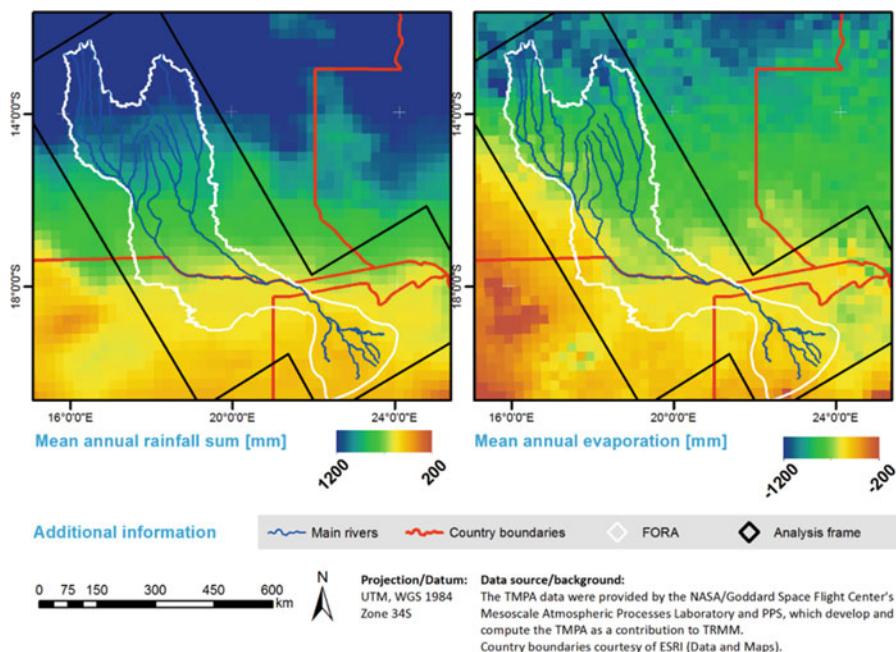 14°0'0"S
18°0'0"S
16°0'0"E 20°0'0"E 24°0'0"E
14°0'0"S
18°0'0"S
16°0'0"E 20°0'0"E 24°0'0"E
Mean annual rainfall sum [mm]
1200 200
Mean annual evaporation [mm]
-1200 -200
Additional information
Main rivers Country boundaries FORA Analysis frame
0 75 150 300 450 600
km
N
Projection/Datum:
UTM, WGS 1984
Zone 34S
Data source/background:
The TMPA data were provided by the NASA/Goddard Space Flight Center's
Mesoscale Atmospheric Processes Laboratory and PPS, which develop and
compute the TMPA as a contribution to TRMM.
Country boundaries courtesy of ESRI (Data and Maps).